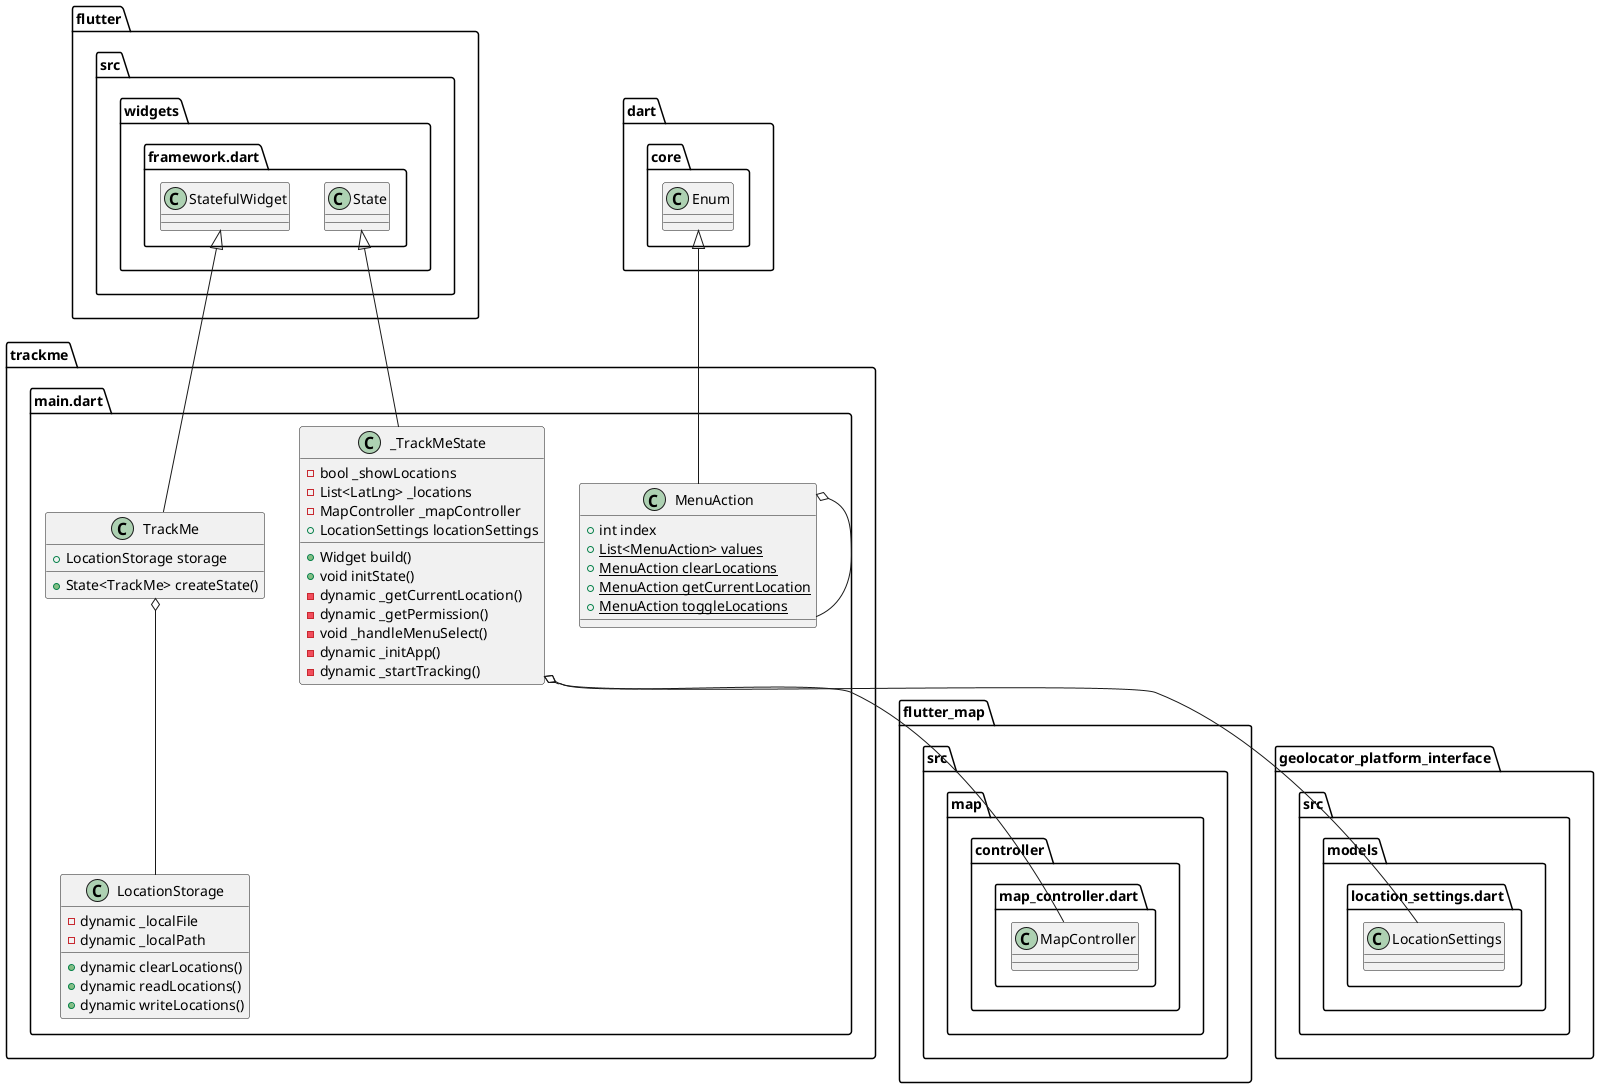 flutter
src
widgets
framework.dart
C StatefulWidget
C State
dart
core
C Enum
trackme
main.dart
C TrackMe
LocationStorage storage
State<TrackMe> createState()
C _TrackMeState
bool _showLocations
List<LatLng> _locations
MapController _mapController
LocationSettings locationSettings
Widget build()
void initState()
dynamic _getCurrentLocation()
dynamic _getPermission()
void _handleMenuSelect()
dynamic _initApp()
dynamic _startTracking()
C MenuAction
int index
List<MenuAction> values
MenuAction clearLocations
MenuAction getCurrentLocation
MenuAction toggleLocations
C LocationStorage
dynamic _localFile
dynamic _localPath
dynamic clearLocations()
dynamic readLocations()
dynamic writeLocations()
flutter_map
src
map
controller
map_controller.dart
C MapController
geolocator_platform_interface
src
models
location_settings.dart
C LocationSettings